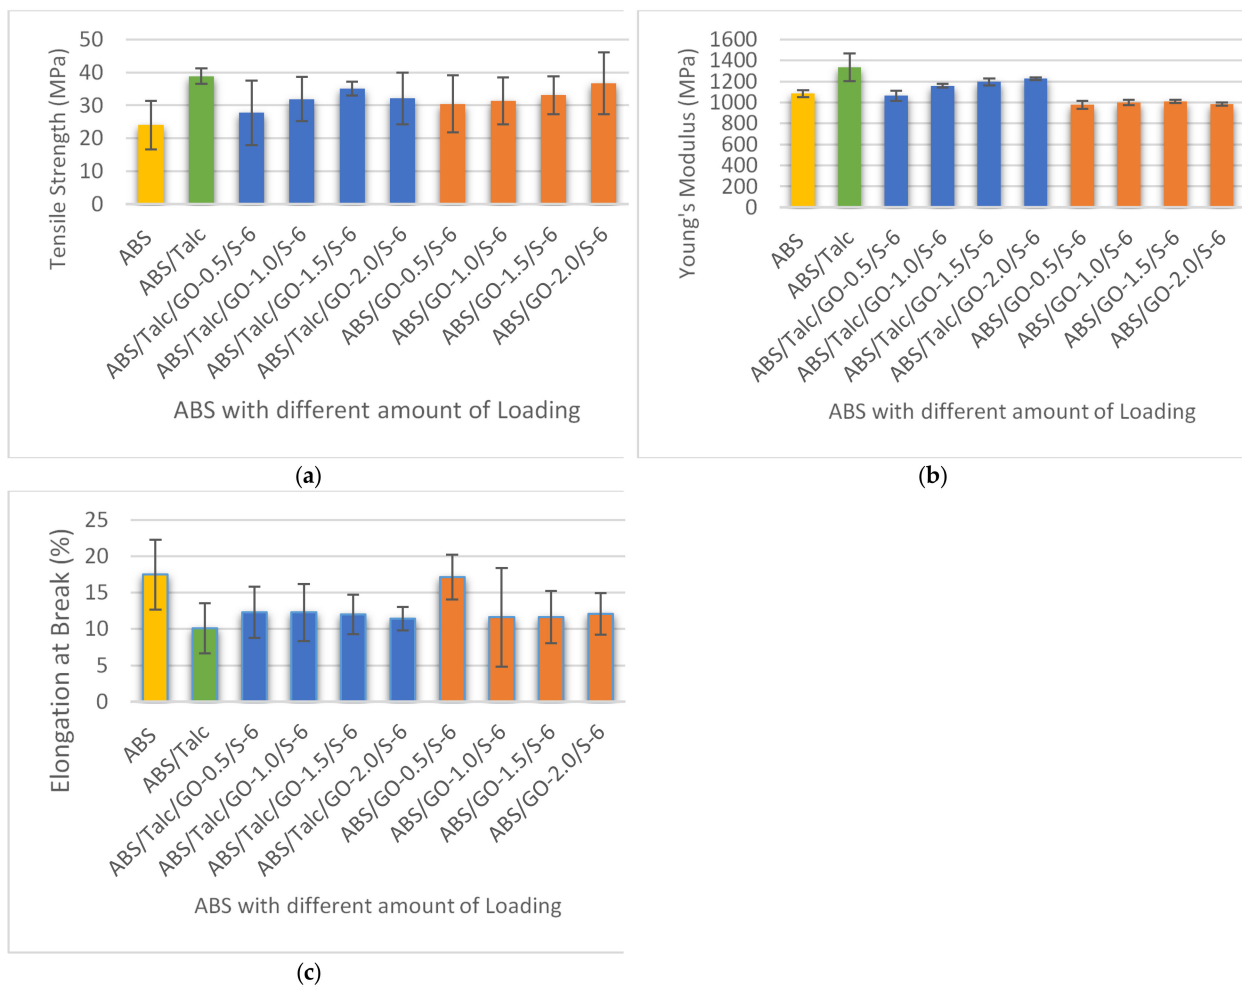 Tensile Strength (MPa)
50
40
30
20
10
0
ABS
ABS/Talc
ABS/Talc/GO-0.5/S-6
ABS/Talc/GO-1.0/S-6
ABS/Talc/GO-1.5/S-6
ABS/Talc/GO-2.0/S-6
ABS/GO-0.5/S-6
ABS/GO-1.0/S-6
ABS/GO-1.5/S-6
ABS/GO-2.0/S-6
ABS with different amount of Loading
(a)
Young's Modulus (MPa)
1600
1400
1200
1000
800
600
400
200
0
ABS
ABS/Talc
ABS/Talc/GO-0.5/S-6
ABS/Talc/GO-1.0/S-6
ABS/Talc/GO-1.5/S-6
ABS/Talc/GO-2.0/S-6
ABS/GO-0.5/S-6
ABS/GO-1.0/S-6
ABS/GO-1.5/S-6
ABS/GO-2.0/S-6
ABS with different amount of Loading
(b)
Elongation at Break (%)
25
20
15
10
5
0
ABS
ABS/Talc
ABS/Talc/GO-0.5/S-6
ABS/Talc/GO-1.0/S-6
ABS/Talc/GO-1.5/S-6
ABS/Talc/GO-2.0/S-6
ABS/GO-0.5/S-6
ABS/GO-1.0/S-6
ABS/GO-1.5/S-6
ABS/GO-2.0/S-6
ABS with different amount of Loading
(c)